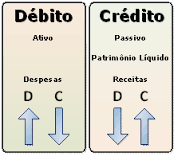 Débito
Ativo
Despesas
D C
Crédito
Passivo
Patrimônio Líquido
Receitas
D C